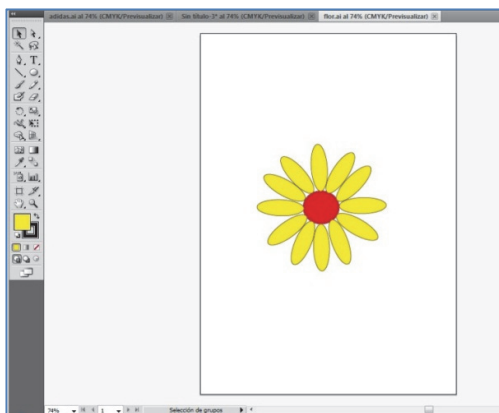 adidas.ai al 74% (CMYK/Previsualizar) Sin título-3* al 74% (CMYK/Previsualizar) flor.ai al 74% (CMYK/Previsualizar)
74% 1 Selección de grupos